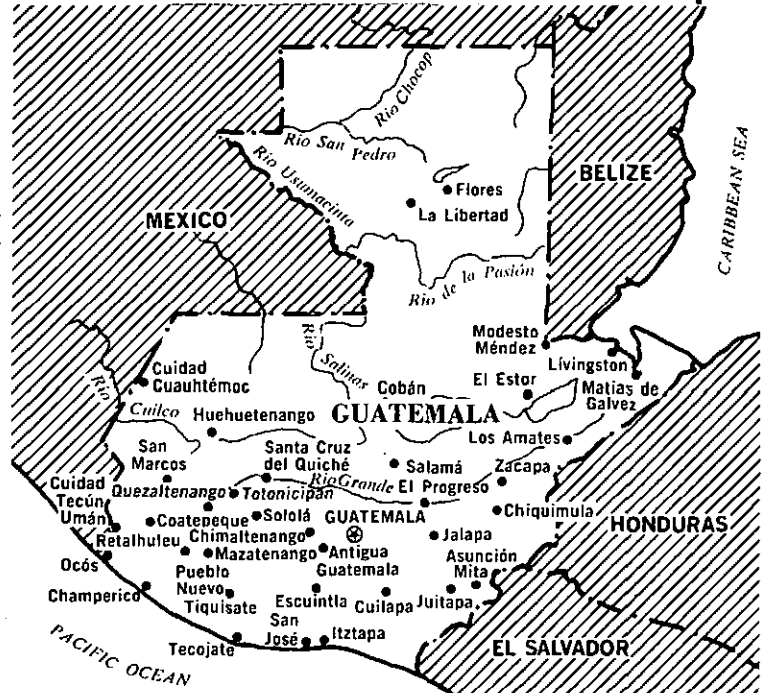 Río Chocop
Río San
Pedro
Río Usumacinta
Flores
La Libertad
BELIZE
CARIBBEAN SEA
MEXICO
Río de la Pasión
Modesto
Méndez
Lívingston
Matías de
Galvez
Río
Salinas
Cuidad
Cuauhtémoc
Cobán
El Estor
GUATEMALA
Río
Cuilco
Huehuetenango
Los Amates
San
Marcos
Santa Cruz
del Quiché
Salamá
Zacapa
Cuidad
Tecún
Umán
Quezaltenango
Totonicipán
Rio Grande
El Progreso
Chiquimula
Coatepeque
Sololá
GUATEMALA
HONDURAS
Retalhuleu
Chimaltenango
Jalapa
Ocós
Mazatenango
Antigua
Guatemala
Asunción
Mita
Champerico
Pueblo
Nuevo
Tiquisate
Escuintla
Cuilapa
Juitapa
Tecojate
San
José
Itztapa
EL SALVADOR
PACIFIC OCEAN